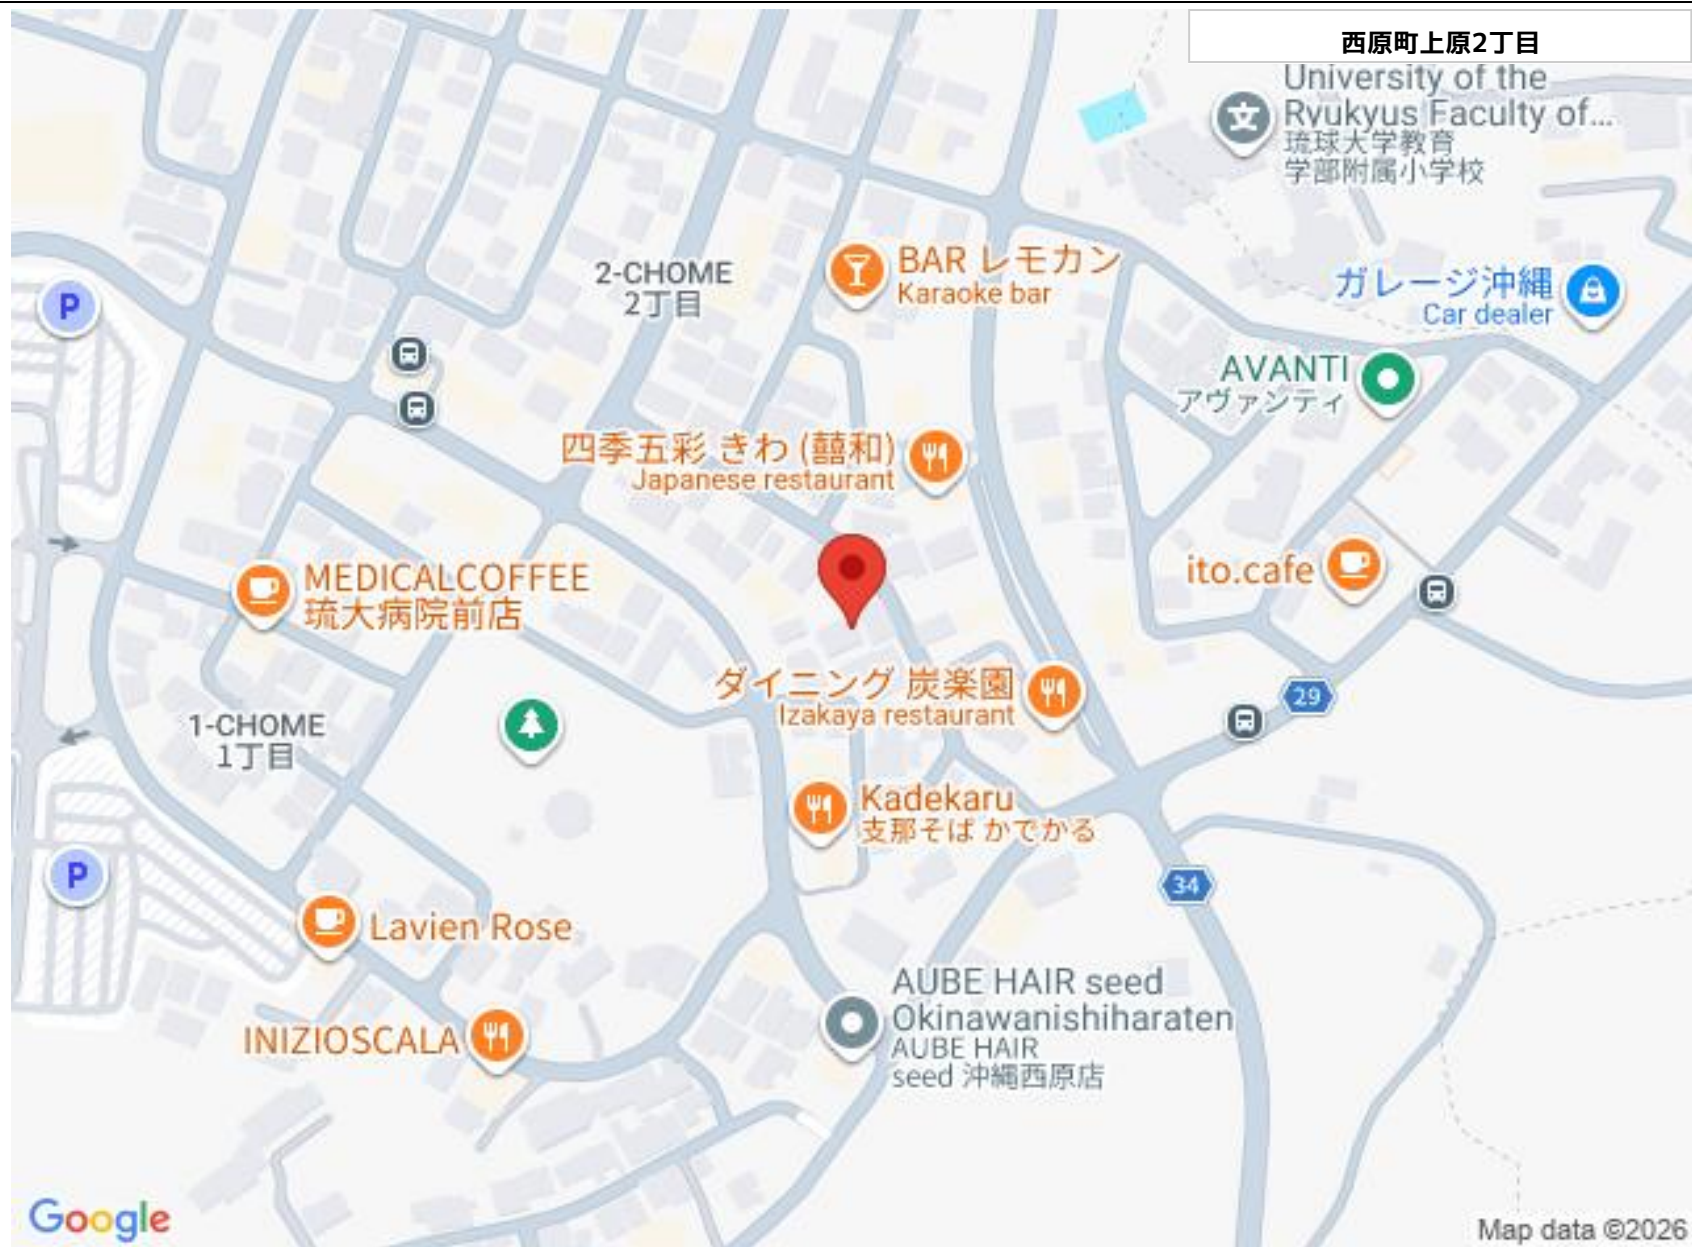 西原町上原2丁目
University of the
Ryukyus Faculty of...
琉球大学教育
学部附属小学校
BAR レモカン
Karaoke bar
2-CHOME
2丁目
P
ガレージ沖縄
Car dealer
AVANTI
アヴァンティ
四季五彩 きわ (囍和)
Japanese restaurant
MEDICALCOFFEE
琉大病院前店
ito.cafe
ダイニング 炭楽園
Izakaya restaurant
29
1-CHOME
1丁目
Kadekaru
支那そば かでかる
P
34
Lavien Rose
AUBE HAIR seed
Okinawanishiharaten
AUBE HAIR
seed 沖縄西原店
INIZIOSCALA
Google
Map data ©2026
文